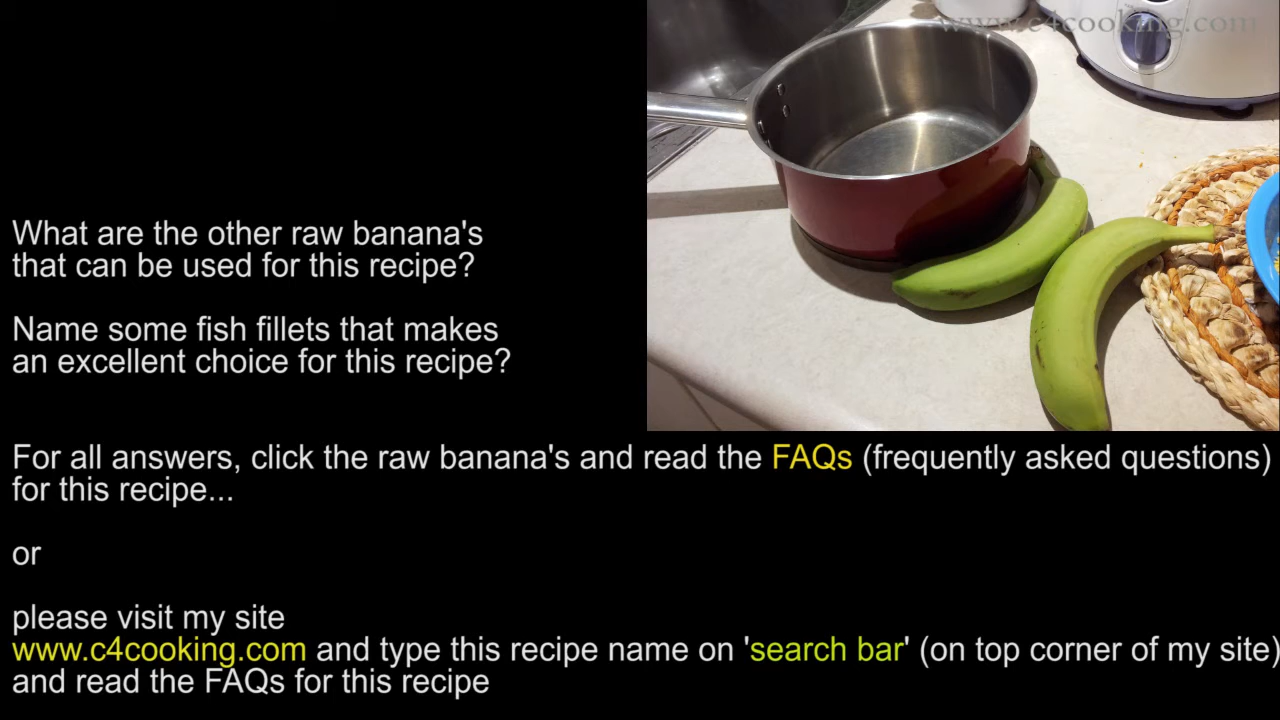 www.c4cooking.com
What are the other raw banana's
that can be used for this recipe?
Name some fish fillets that makes
an excellent choice for this recipe?
For all answers, click the raw banana's and read the FAQs (frequently asked questions)
for this recipe...
or
please visit my site
www.c4cooking.com and type this recipe name on 'search bar' (on top corner of my site)
and read the FAQs for this recipe